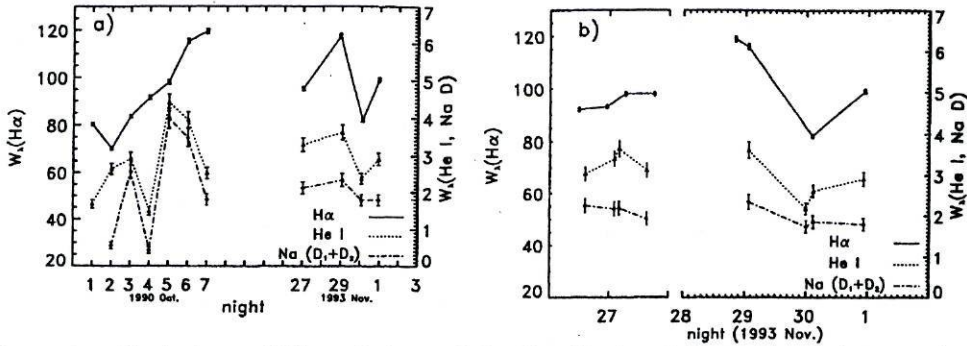 a)
W_λ(Hα)
120
100
80
60
40
20
7
6
5
4
3
2
1
0
W_λ(He I, Na D)
Hα
He I
Na (D₁+D₂)
1 2 3 4 5 6 7 27 29 1 3
1990 Oct. 1993 Nov.
night
b)
W_λ(Hα)
120
100
80
60
40
20
7
6
5
4
3
2
1
0
W_λ(He I, Na D)
Hα
He I
Na (D₁+D₂)
27 28 28 29 30 1
night (1993 Nov.)